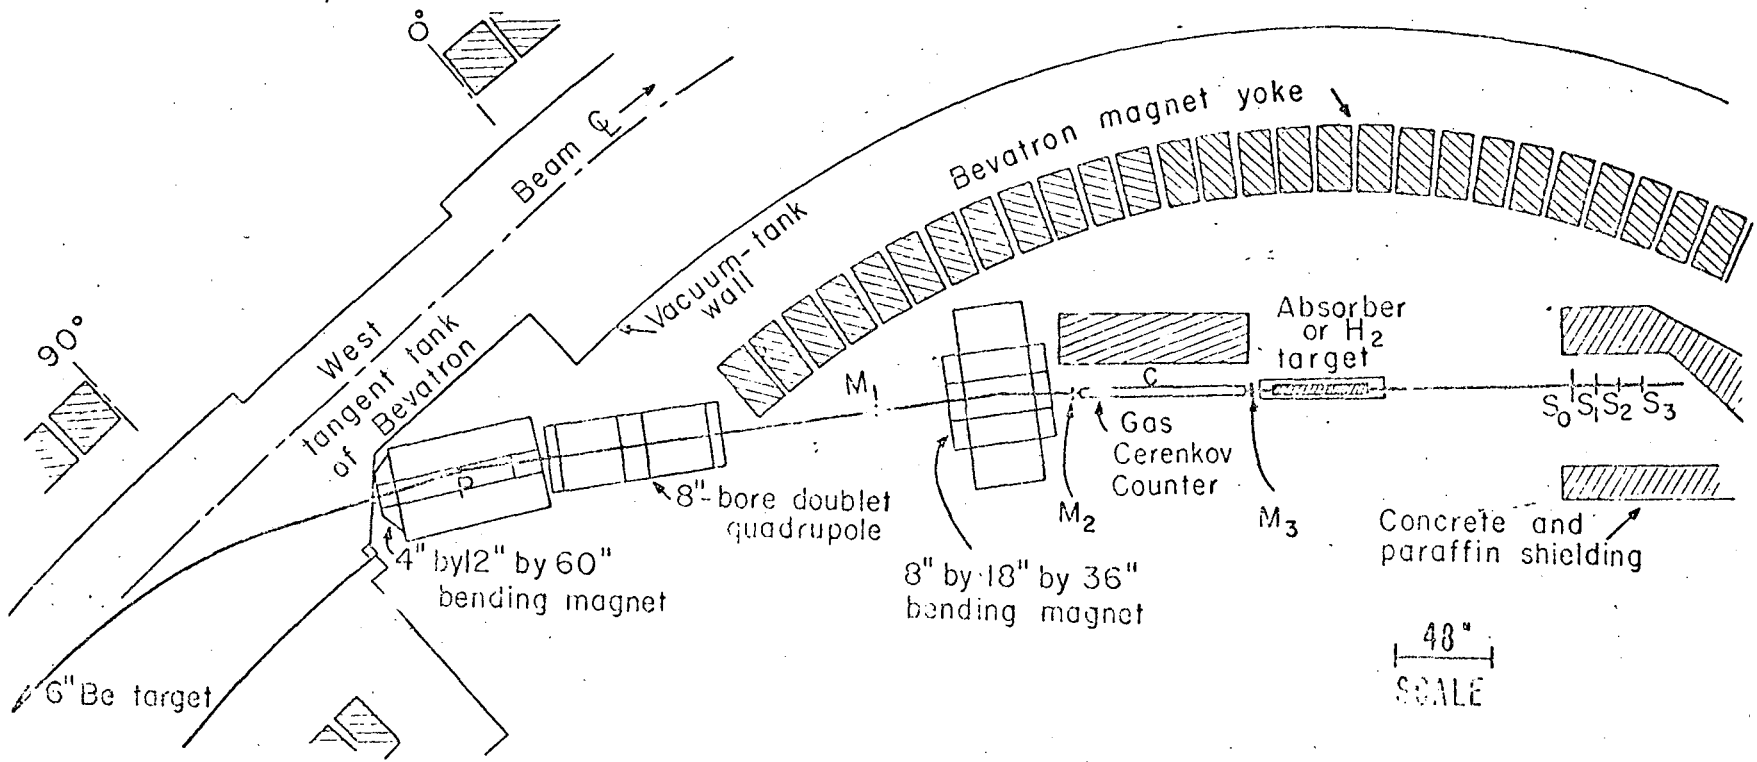 0°
Beam ℄
Bevatron magnet yoke
90°
West
tangent tank
of Bevatron
Vacuum-tank
wall
Absorber
or H2
target
M1
C
S0 S1 S2 S3
P
Gas
Cerenkov
Counter
8"-bore doublet
quadrupole
M2
M3
Concrete and
paraffin shielding
4" by 12" by 60"
bending magnet
8" by 18" by 36"
bending magnet
48"
SCALE
6" Be target